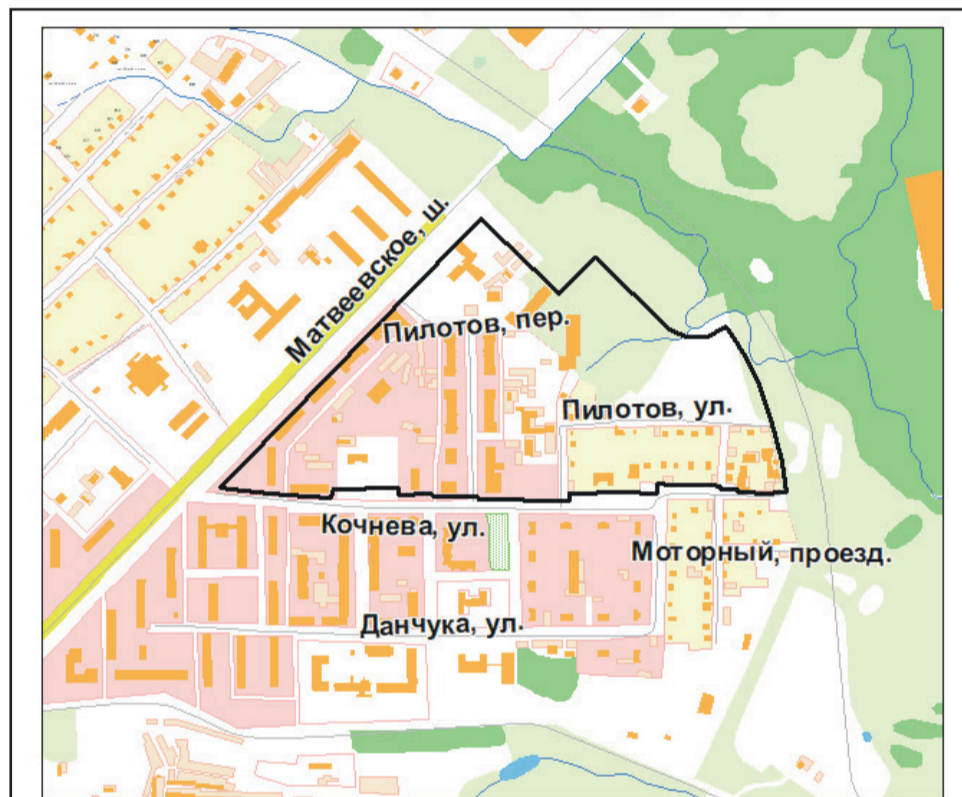 Матвеевское, ш.
Пилотов, пер.
Пилотов, ул.
Кочнева, ул.
Моторный, проезд.
Данчука, ул.